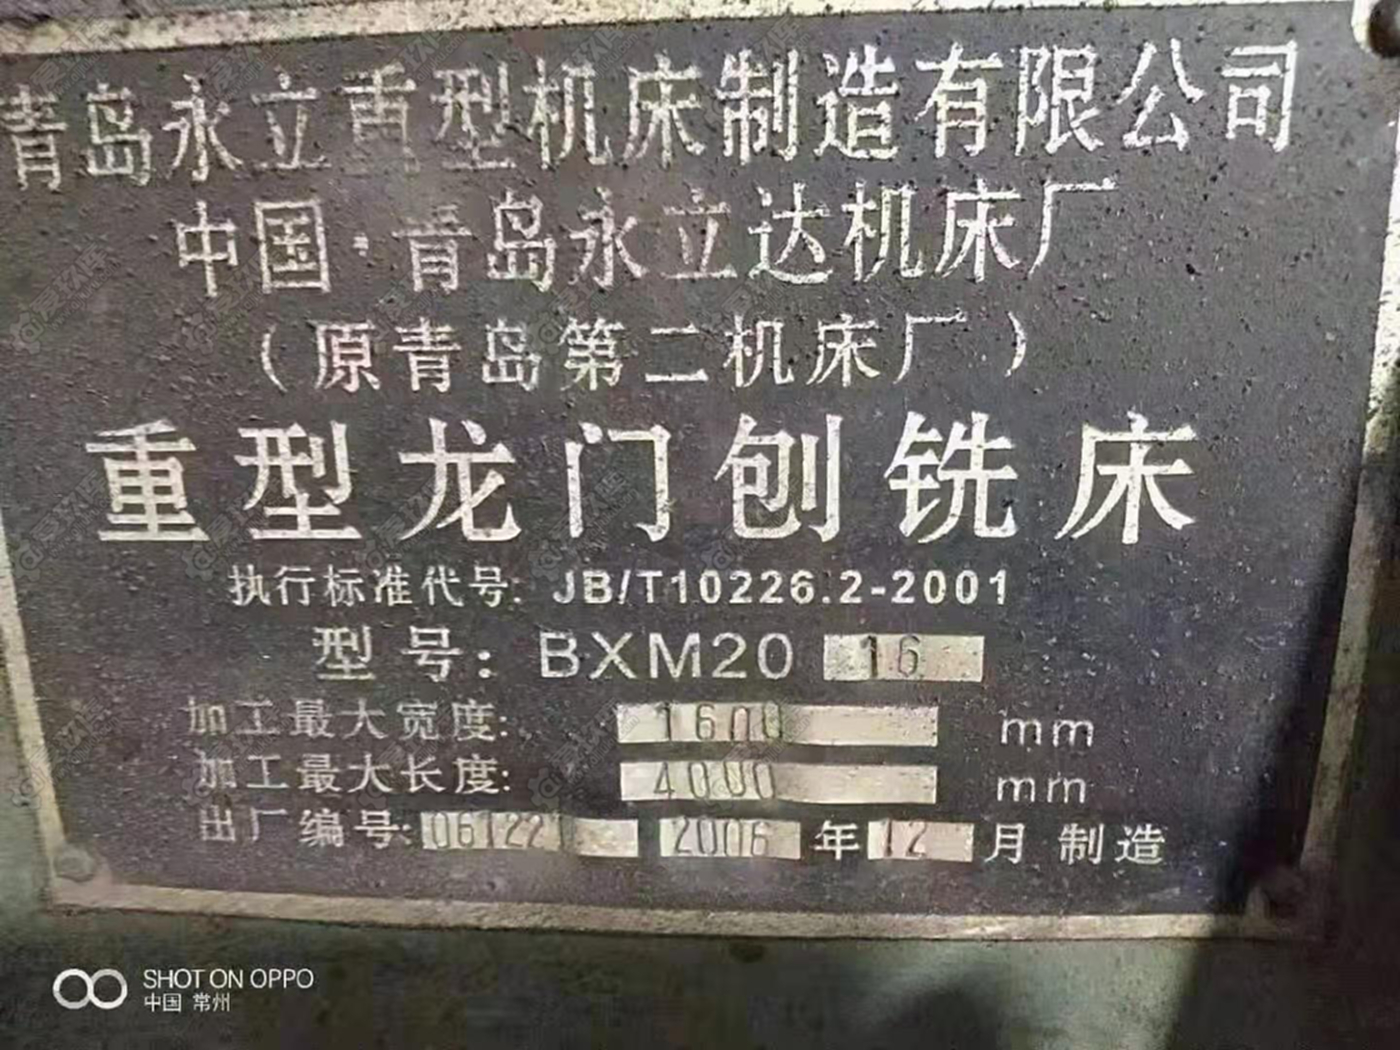 青岛永立重型机床制造有限公司
中国·青岛永立达机床厂
（原青岛第二机床厂）
重型龙门刨铣床
执行标准代号: JB/T10226.2-2001
型号: BXM20 16
加工最大宽度: 1600 mm
加工最大长度: 4000 mm
出厂编号: 061221 2006 年 12 月 制造
SHOT ON OPPO
中国 常州